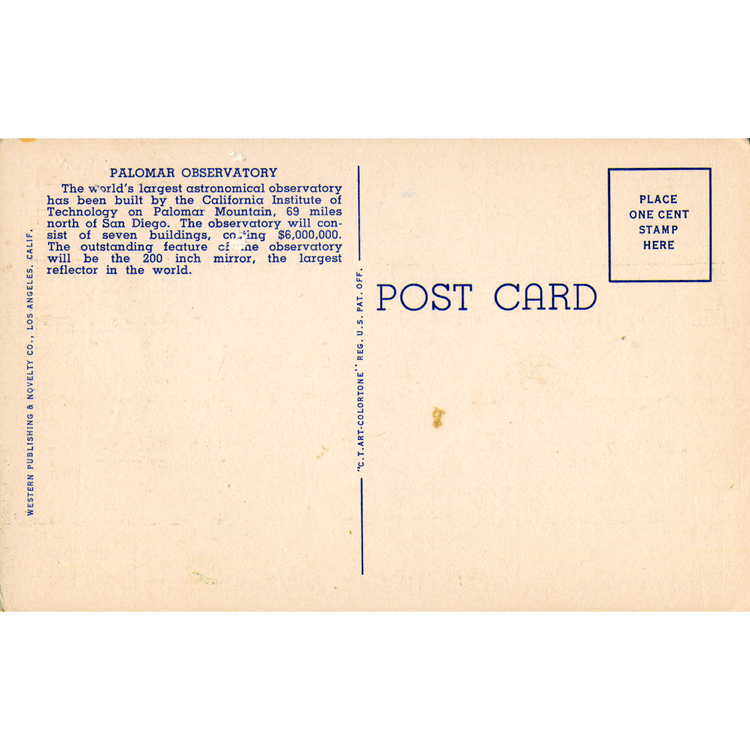 PALOMAR OBSERVATORY
The world's largest astronomical observatory
has been built by the California Institute of
Technology on Palomar Mountain, 69 miles
north of San Diego. The observatory will con-
sist of seven buildings, costing $6,000,000.
The outstanding feature of the observatory
will be the 200 inch mirror, the largest
reflector in the world.
WESTERN PUBLISHING & NOVELTY CO., LOS ANGELES, CALIF.
"C.T. ART-COLORTONE" REG. U.S. PAT. OFF.
POST CARD
PLACE
ONE CENT
STAMP
HERE